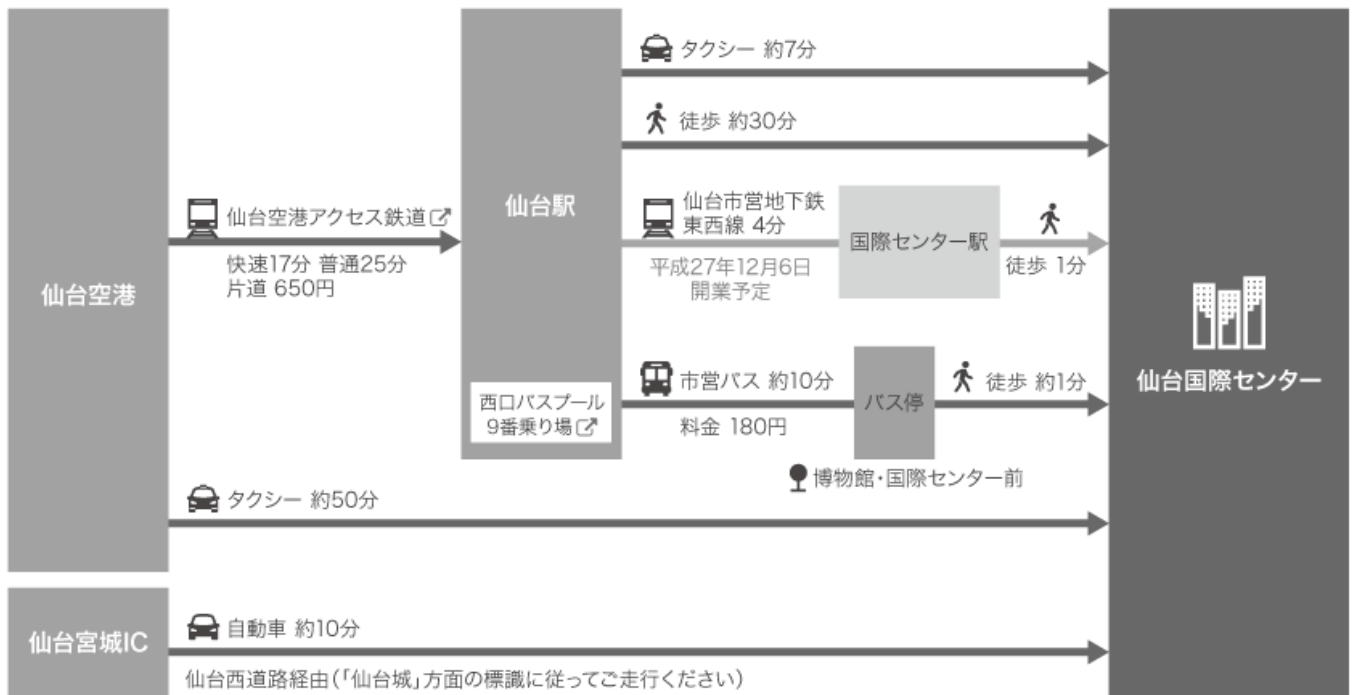 タクシー 約7分
徒歩 約30分
仙台空港アクセス鉄道
快速17分 普通25分
片道 650円
仙台空港
仙台駅
仙台市営地下鉄
東西線 4分
平成27年12月6日
開業予定
国際センター駅
徒歩 1分
西口バスプール
9番乗り場
市営バス 約10分
料金 180円
バス停
徒歩 約1分
博物館・国際センター前
仙台国際センター
タクシー 約50分
仙台宮城IC
自動車 約10分
仙台西道路経由(「仙台城」方面の標識に従ってご走行ください)